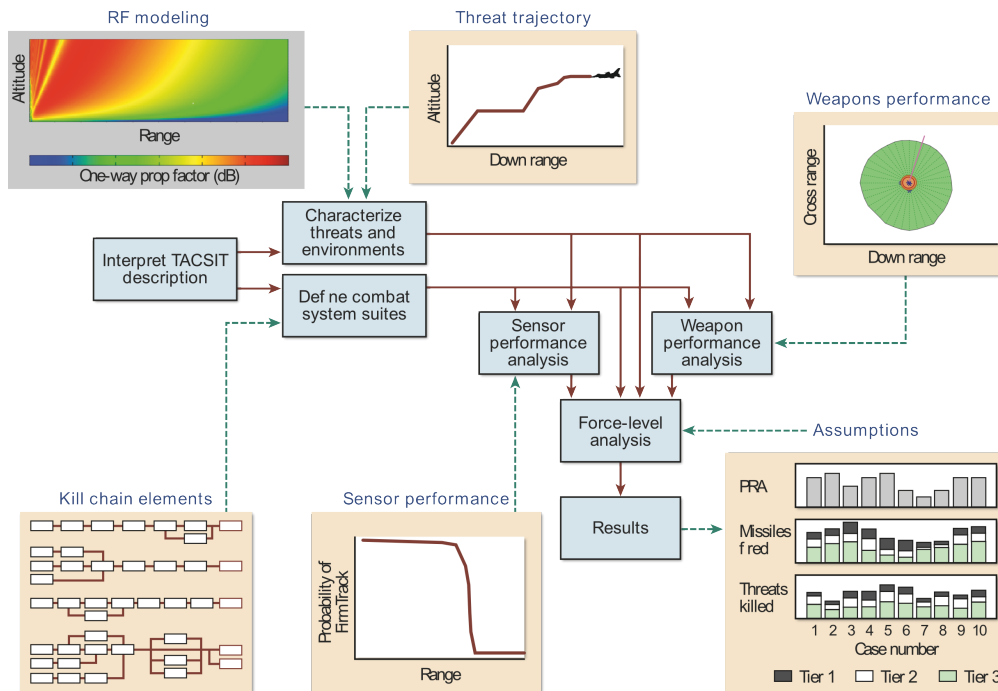 RF modeling
Altitude
Range
One-way prop factor (dB)
Threat trajectory
Altitude
Down range
Weapons performance
Cross range
Down range
Characterize
threats and
environments
Interpret TACSIT
description
Def ne combat
system suites
Sensor
performance
analysis
Weapon
performance
analysis
Force-level
analysis
Assumptions
Results
Kill chain elements
Sensor performance
Probability of
FirmTrack
Range
PRA
Missiles
f red
Threats
killed
1 2 3 4 5 6 7 8 9 10
Case number
Tier 1 Tier 2 Tier 3